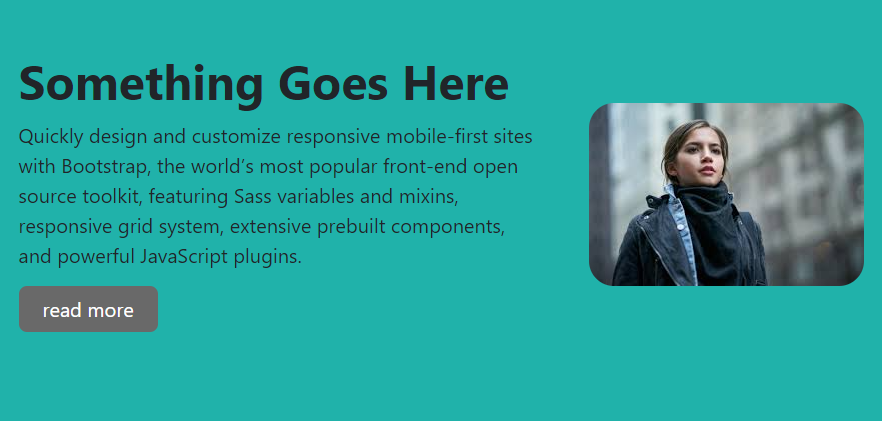 Something Goes Here
Quickly design and customize responsive mobile-first sites
with Bootstrap, the world’s most popular front-end open
source toolkit, featuring Sass variables and mixins,
responsive grid system, extensive prebuilt components,
and powerful JavaScript plugins.
read more